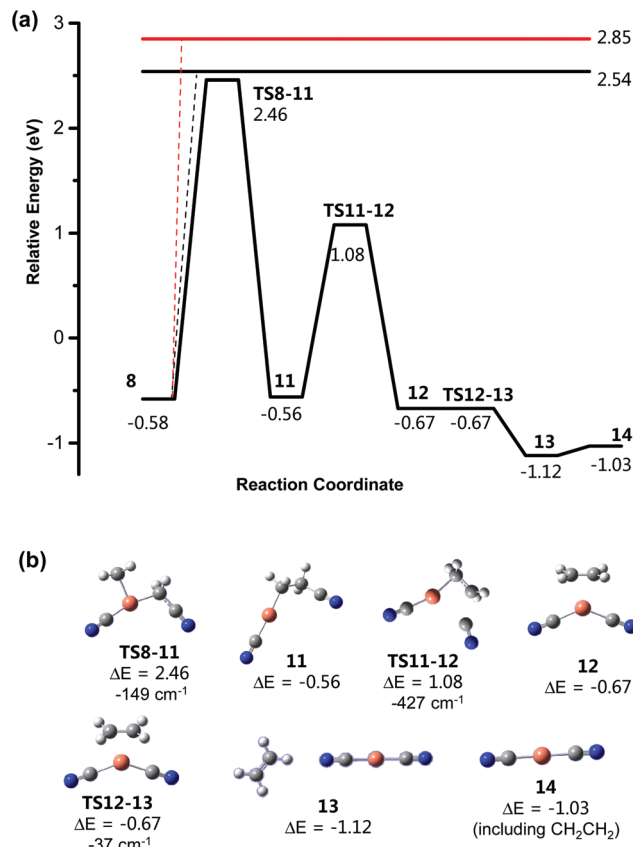 (a)
3
2
1
0
-1
Relative Energy (eV)
2.85
2.54
TS8-11
2.46
TS11-12
1.08
8
-0.58
11
-0.56
12
-0.67
TS12-13
-0.67
13
-1.12
14
-1.03
Reaction Coordinate
(b)
TS8-11
ΔE = 2.46
-149 cm⁻¹
11
ΔE = -0.56
TS11-12
ΔE = 1.08
-427 cm⁻¹
12
ΔE = -0.67
TS12-13
ΔE = -0.67
-37 cm⁻¹
13
ΔE = -1.12
14
ΔE = -1.03
(including CH₂CH₂)